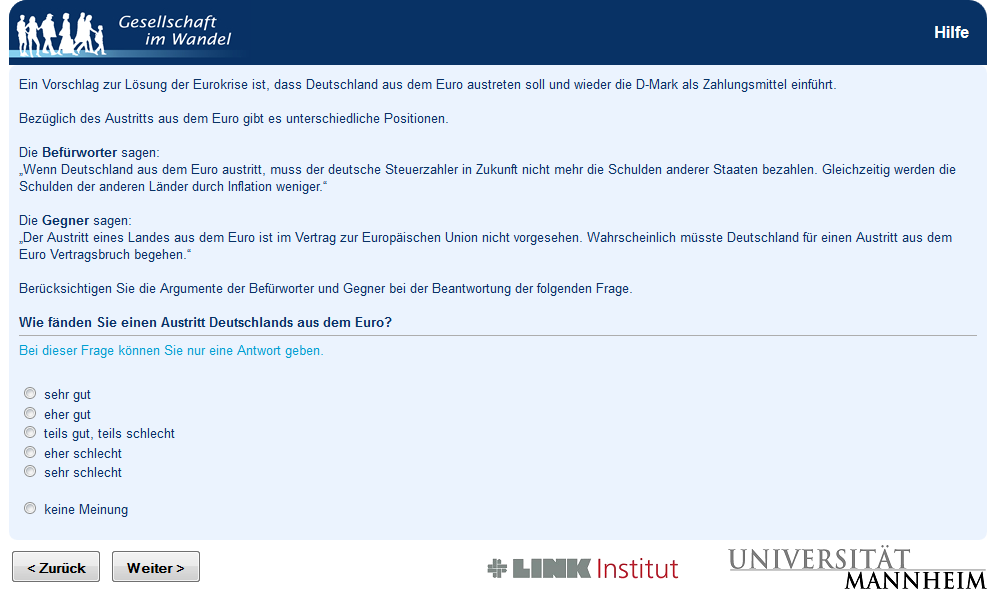 Gesellschaft
im Wandel
Hilfe
Ein Vorschlag zur Lösung der Eurokrise ist, dass Deutschland aus dem Euro austreten soll und wieder die D-Mark als Zahlungsmittel einführt.
Bezüglich des Austritts aus dem Euro gibt es unterschiedliche Positionen.
Die Befürworter sagen:
„Wenn Deutschland aus dem Euro austritt, muss der deutsche Steuerzahler in Zukunft nicht mehr die Schulden anderer Staaten bezahlen. Gleichzeitig werden die
Schulden der anderen Länder durch Inflation weniger.“
Die Gegner sagen:
„Der Austritt eines Landes aus dem Euro ist im Vertrag zur Europäischen Union nicht vorgesehen. Wahrscheinlich müsste Deutschland für einen Austritt aus dem
Euro Vertragsbruch begehen.“
Berücksichtigen Sie die Argumente der Befürworter und Gegner bei der Beantwortung der folgenden Frage.
Wie fänden Sie einen Austritt Deutschlands aus dem Euro?
Bei dieser Frage können Sie nur eine Antwort geben.
sehr gut
eher gut
teils gut, teils schlecht
eher schlecht
sehr schlecht
keine Meinung
< Zurück
Weiter >
LINK Institut
UNIVERSITÄT
MANNHEIM